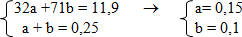 32a +71b = 11,9 → a= 0,15
a + b = 0,25 b = 0,1